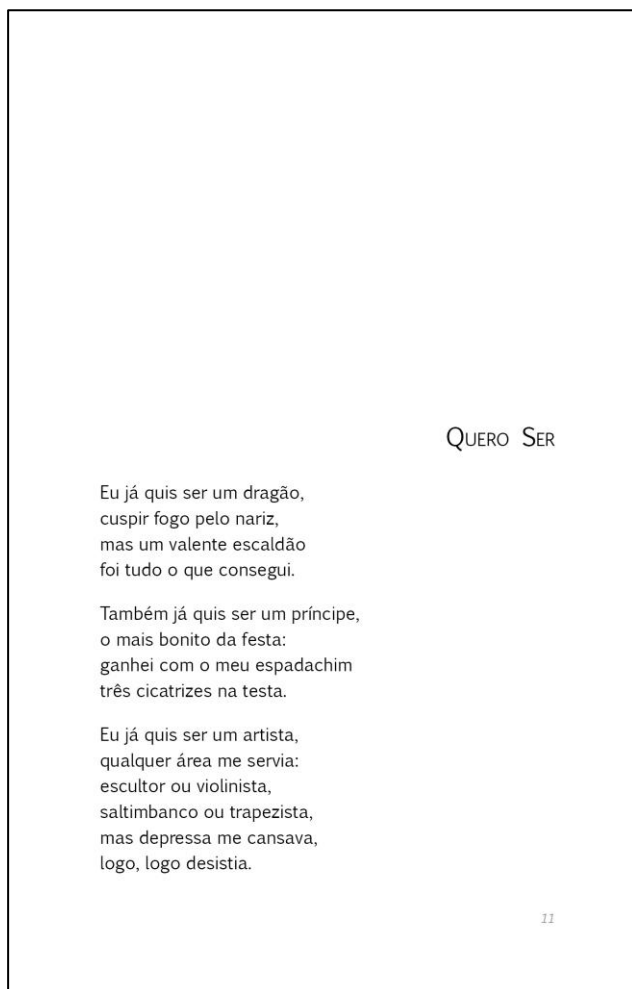 Quero Ser
Eu já quis ser um dragão,
cuspir fogo pelo nariz,
mas um valente escaldão
foi tudo o que consegui.
Também já quis ser um príncipe,
o mais bonito da festa:
ganhei com o meu espadachim
três cicatrizes na testa.
Eu já quis ser um artista,
qualquer área me servia:
escultor ou violinista,
saltimbanco ou trapezista,
mas depressa me cansava,
logo, logo desistia.
11